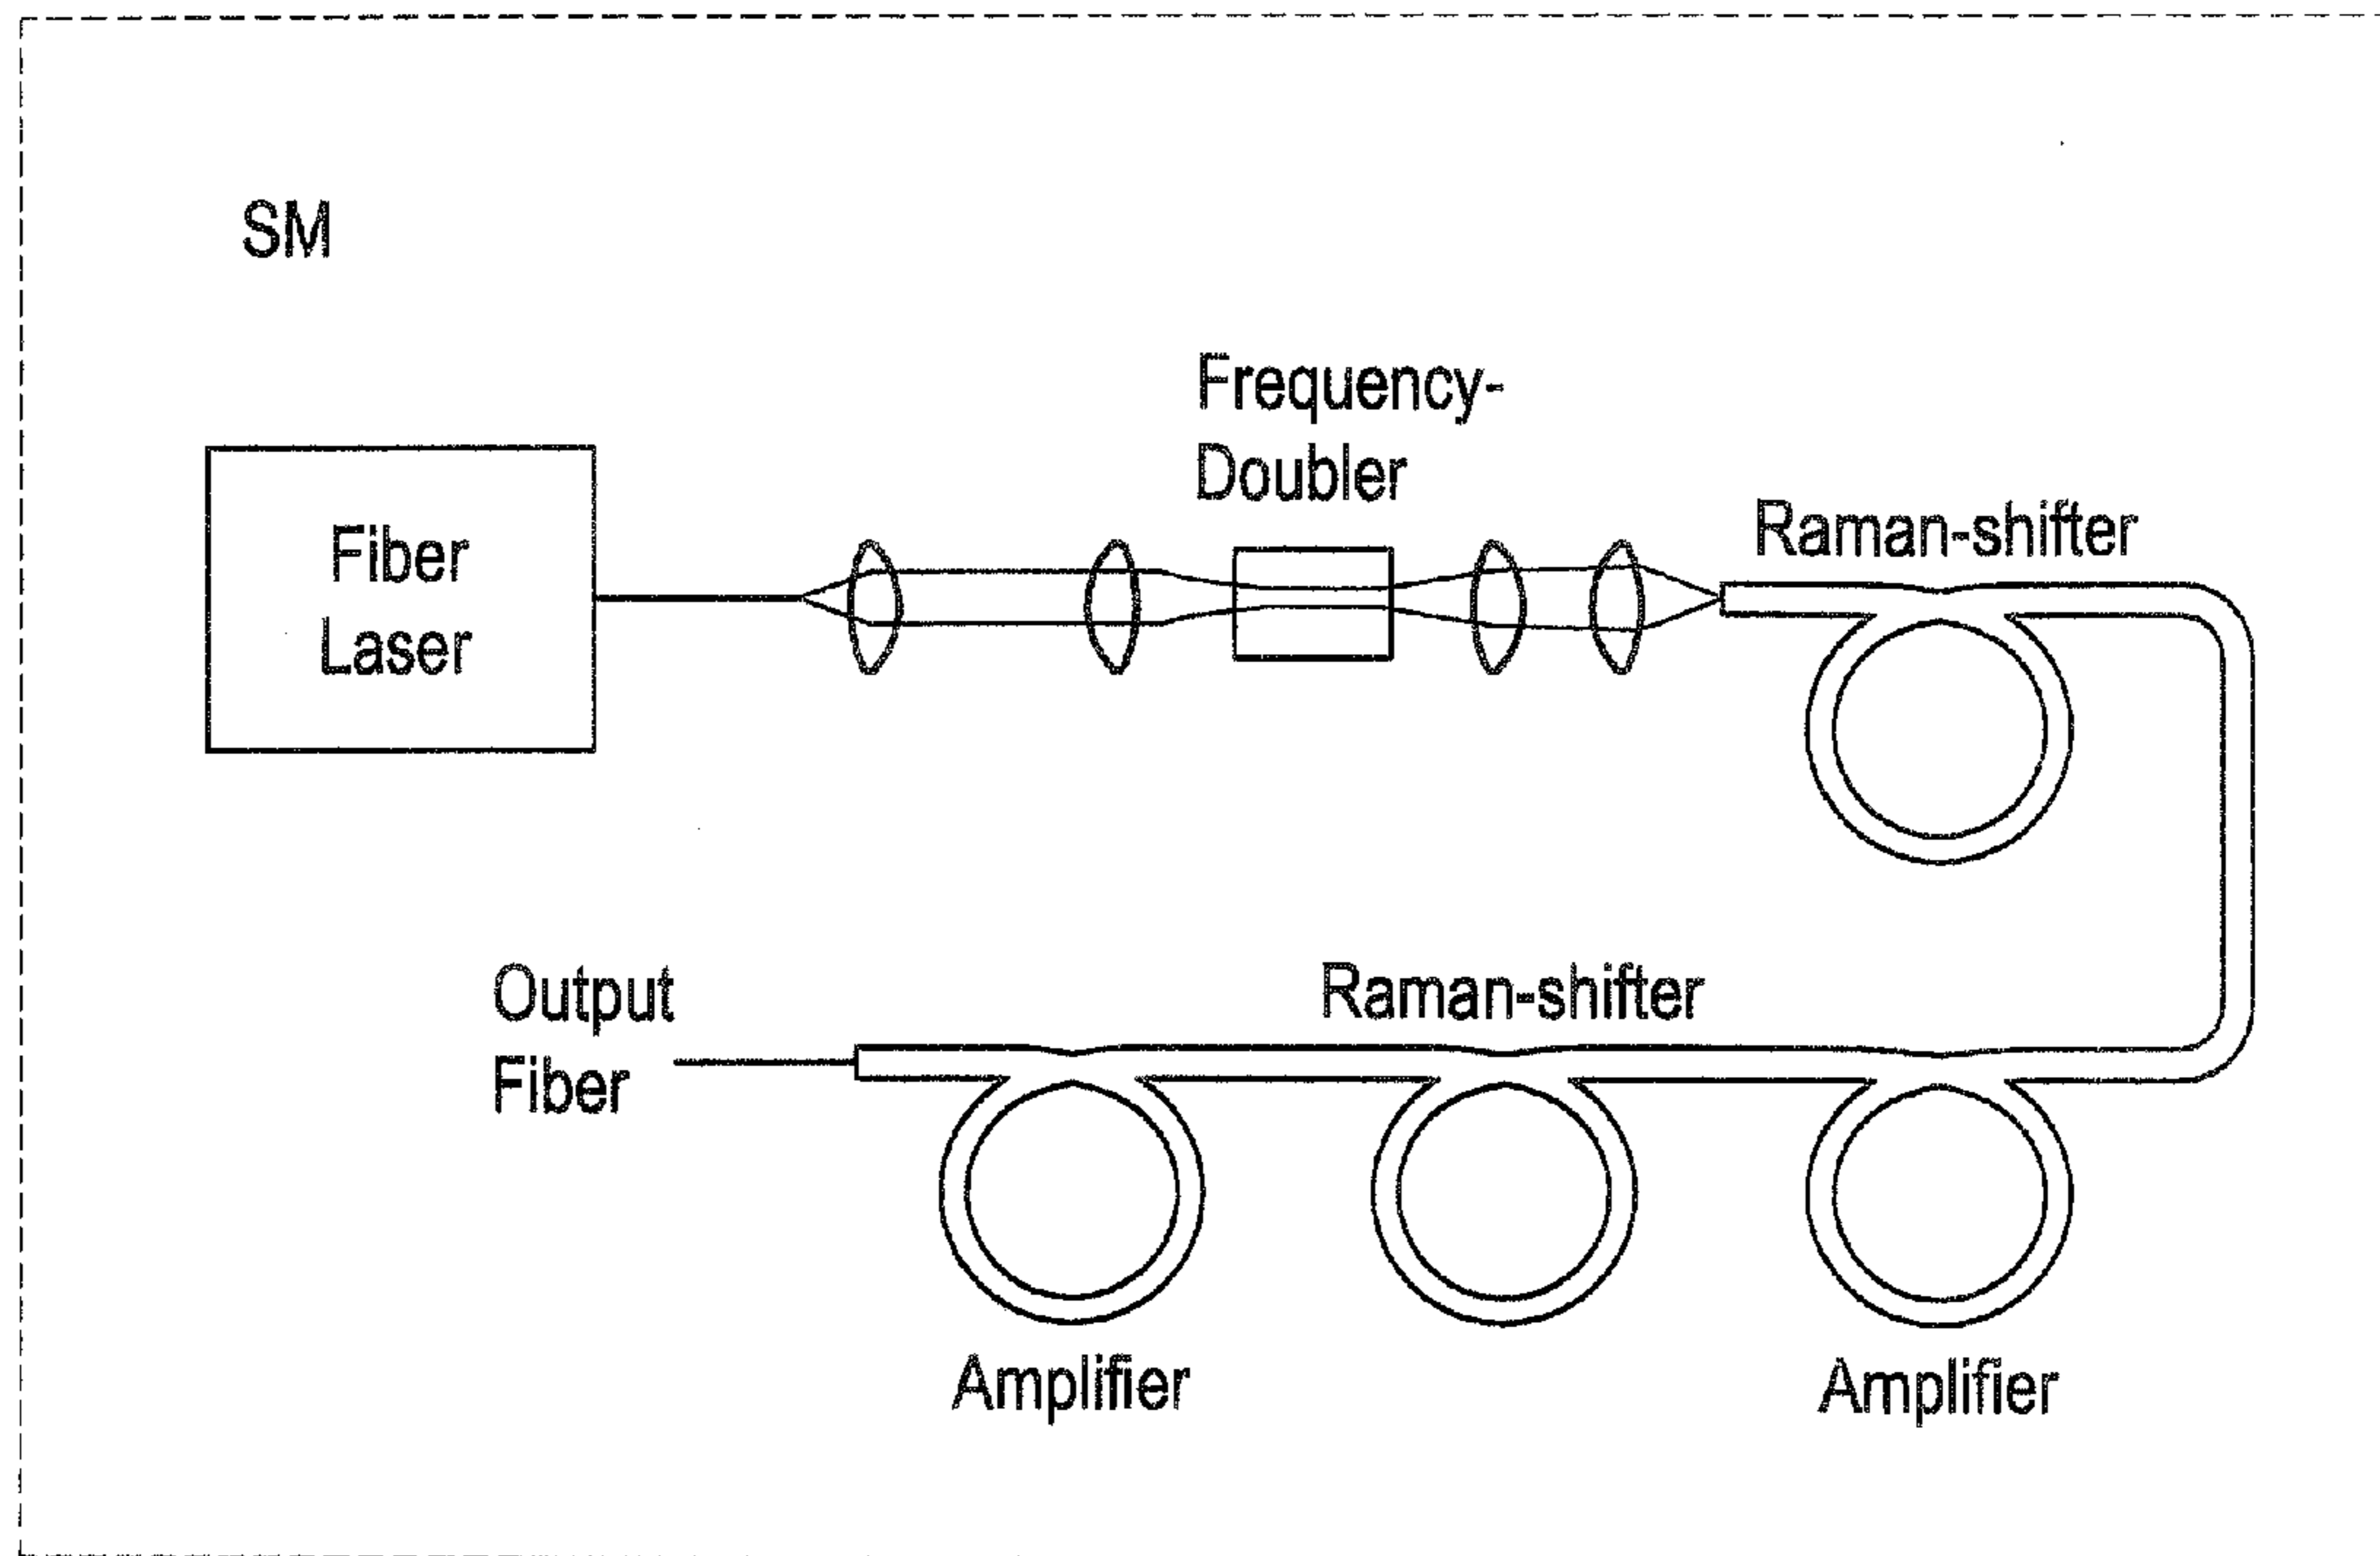 SM
Frequency-
Doubler
Fiber
Laser
Raman-shifter
Output
Fiber
Raman-shifter
Amplifier
Amplifier